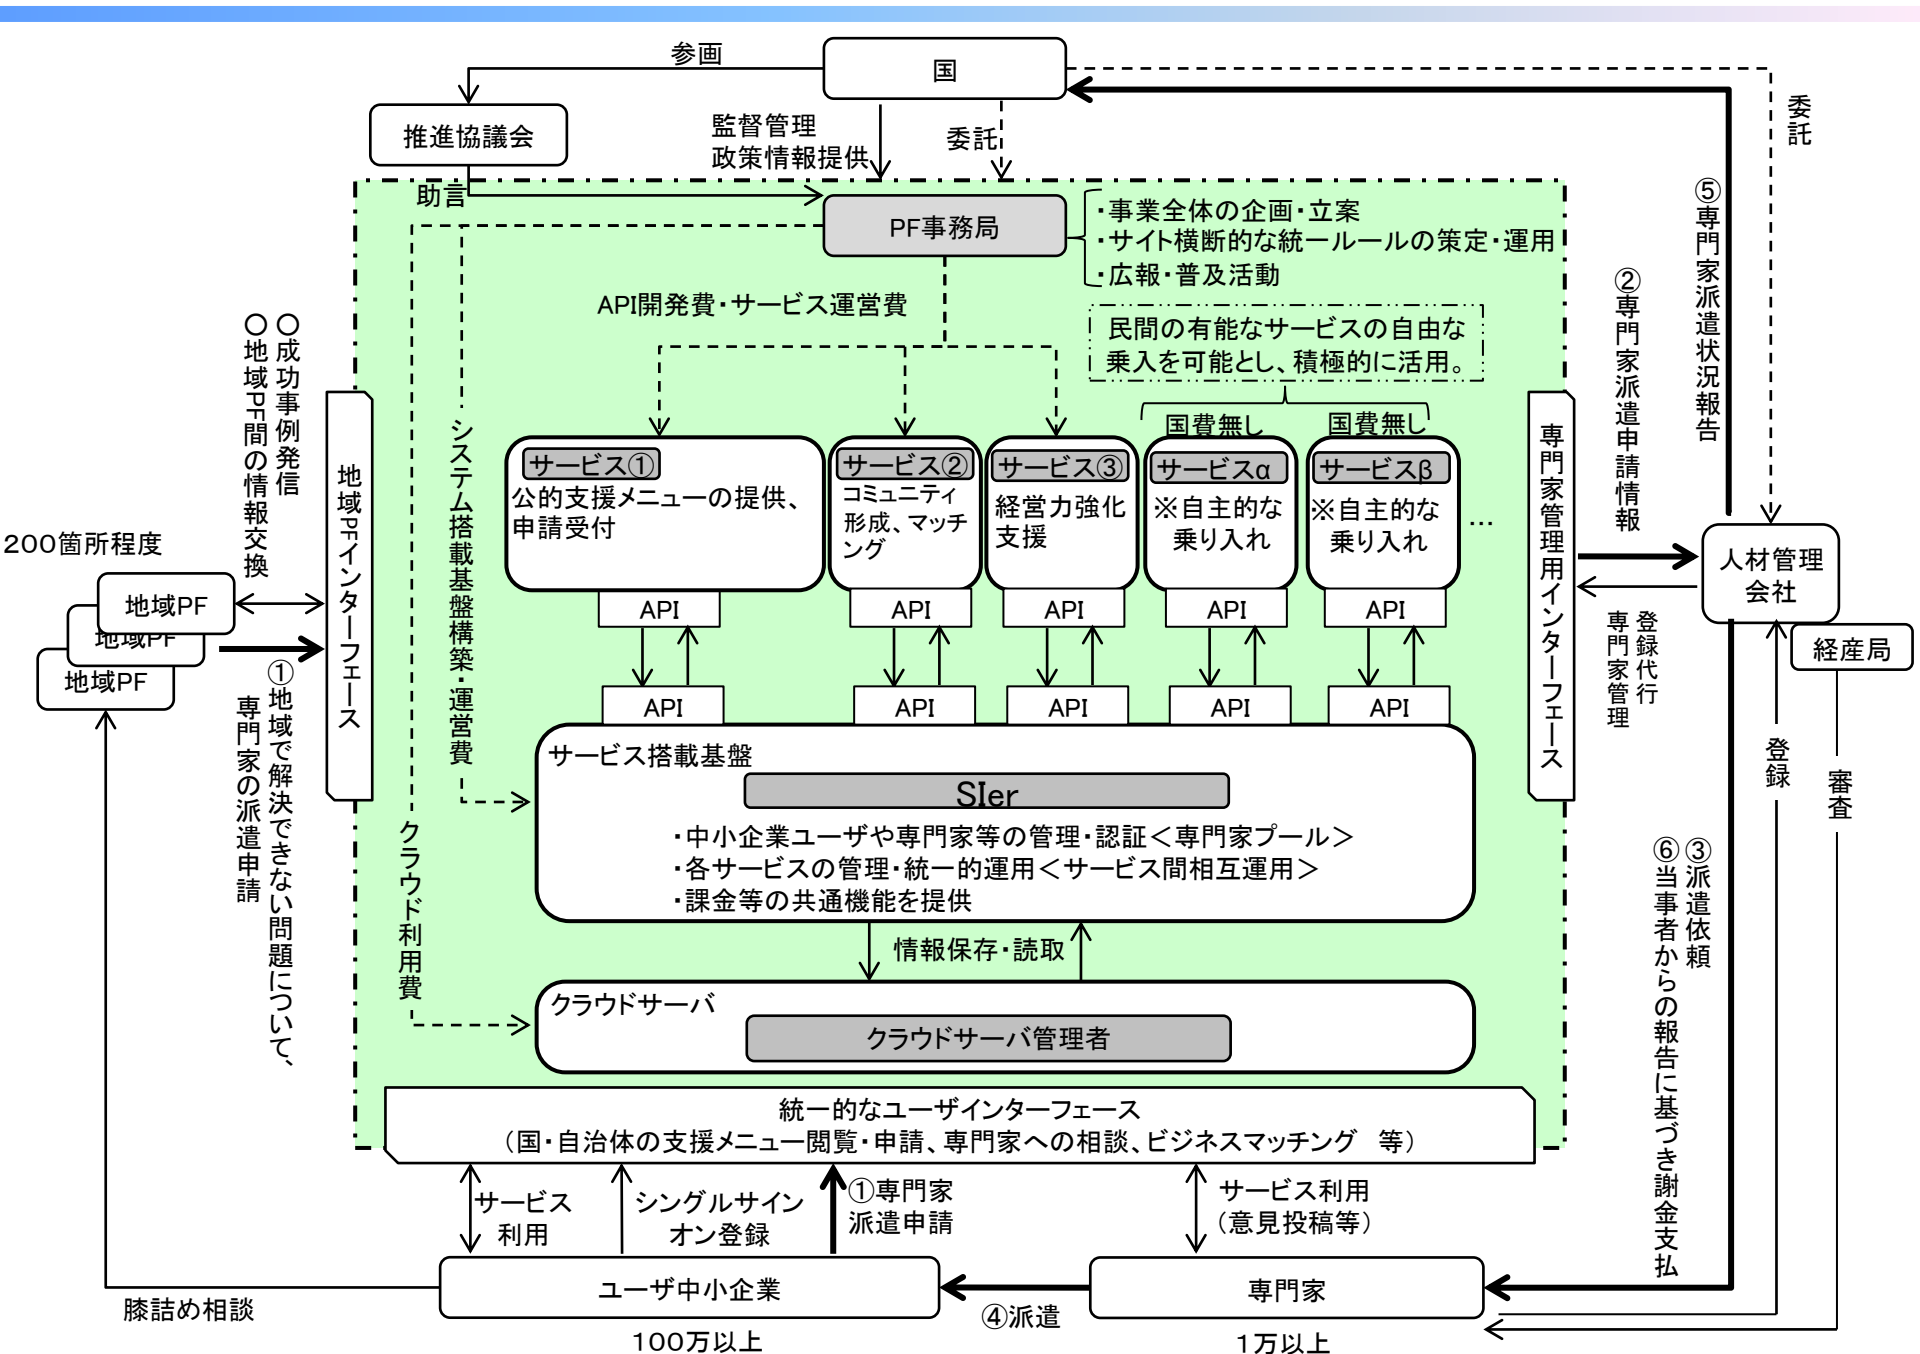 参画
国
推進協議会
監督管理
政策情報提供
委託
委託
助言
PF事務局
・事業全体の企画・立案
・サイト横断的な統一ルールの策定・運用
・広報・普及活動
API開発費・サービス運営費
民間の有能なサービスの自由な
乗入を可能とし、積極的に活用。
国費無し
国費無し
サービス①
公的支援メニューの提供、
申請受付
サービス②
コミュニティ
形成、マッチ
ング
サービス③
経営力強化
支援
サービスα
※自主的な
乗り入れ
サービスβ
※自主的な
乗り入れ
…
API
API
API
API
API
API
API
API
API
API
システム搭載基盤構築・運営費
クラウド利用費
サービス搭載基盤
SIer
・中小企業ユーザや専門家等の管理・認証＜専門家プール＞
・各サービスの管理・統一的運用＜サービス間相互運用＞
・課金等の共通機能を提供
情報保存・読取
クラウドサーバ
クラウドサーバ管理者
統一的なユーザインターフェース
（国・自治体の支援メニュー閲覧・申請、専門家への相談、ビジネスマッチング　等）
○成功事例発信
○地域PF間の情報交換
地域PFインターフェース
200箇所程度
地域PF
地域PF
地域PF
①地域で解決できない問題について、
専門家の派遣申請
専門家管理用インターフェース
②専門家派遣申請情報
⑤専門家派遣状況報告
人材管理
会社
経産局
登録代行
専門家管理
登録
審査
③派遣依頼
⑥当事者からの報告に基づき謝金支払
サービス
利用
シングルサイン
オン登録
①専門家
派遣申請
サービス利用
（意見投稿等）
ユーザ中小企業
専門家
膝詰め相談
④派遣
100万以上
1万以上